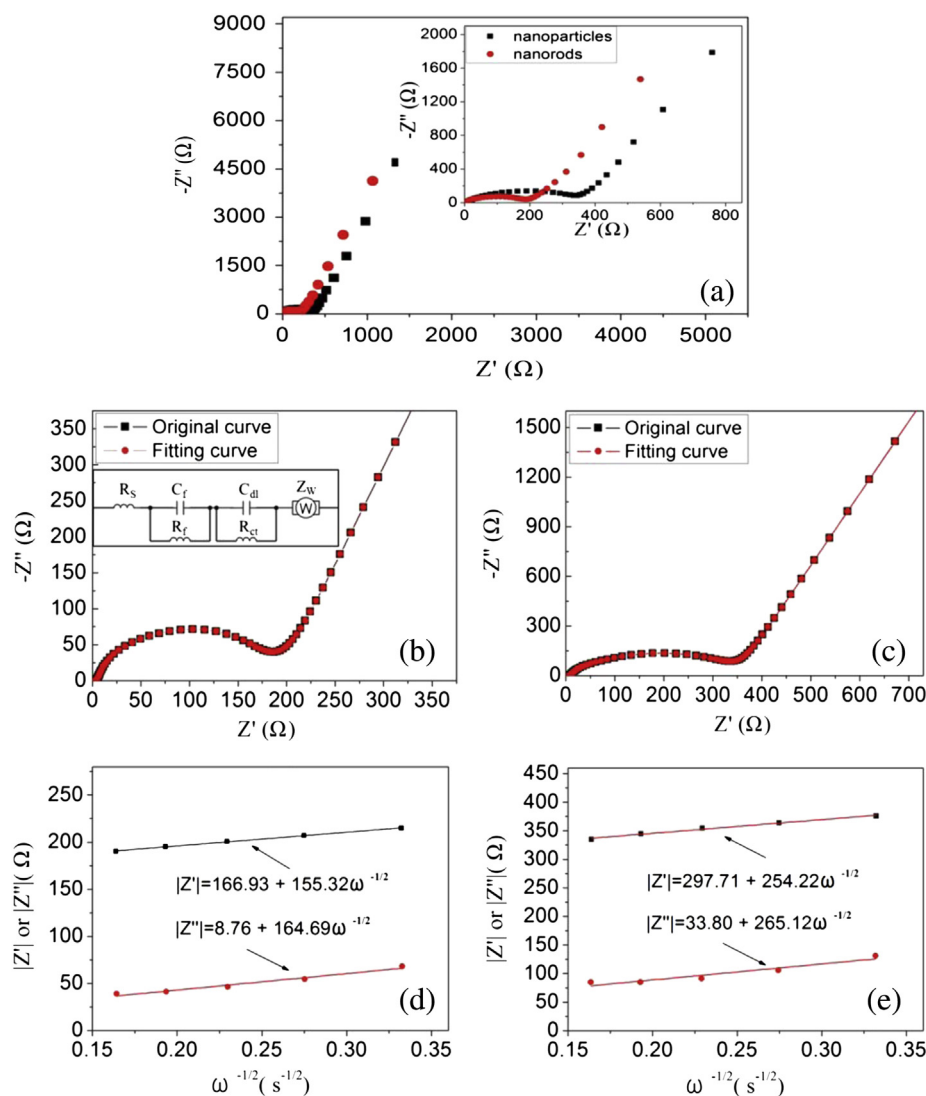 9000
7500
6000
4500
3000
1500
0
-Z" (Ω)
0 1000 2000 3000 4000 5000
Z' (Ω)
(a)
nanoparticles
nanorods
2000
1600
1200
800
400
0
-Z" (Ω)
0 200 400 600 800
Z' (Ω)
350
325
300
250
200
150
100
50
0
-Z" (Ω)
Original curve
Fitting curve
R_S C_f C_dl Z_W
W
R_f R_ct
(b)
0 50 100 150 200 250 300 350
Z' (Ω)
1500
1200
900
600
300
0
-Z" (Ω)
Original curve
Fitting curve
(c)
0 100 200 300 400 500 600 700
Z' (Ω)
250
200
150
100
50
0
|Z'| or |Z"|( Ω)
|Z'|=166.93 + 155.32ω ^-1/2
|Z"|=8.76 + 164.69ω ^-1/2
(d)
0.15 0.20 0.25 0.30 0.35
ω ^-1/2( s^-1/2)
450
400
350
300
250
200
150
100
50
0
|Z'| or |Z"|( Ω)
|Z'|=297.71 + 254.22ω ^-1/2
|Z"|=33.80 + 265.12ω ^-1/2
(e)
0.15 0.20 0.25 0.30 0.35
ω ^-1/2( s^-1/2)